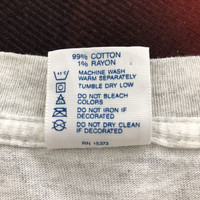 99% COTTON
1% RAYON
MACHINE WASH
WARM SEPARATELY
TUMBLE DRY LOW
DO NOT BLEACH
COLORS
DO NOT IRON IF
DECORATED
DO NOT DRY CLEAN
IF DECORATED
RN 15373